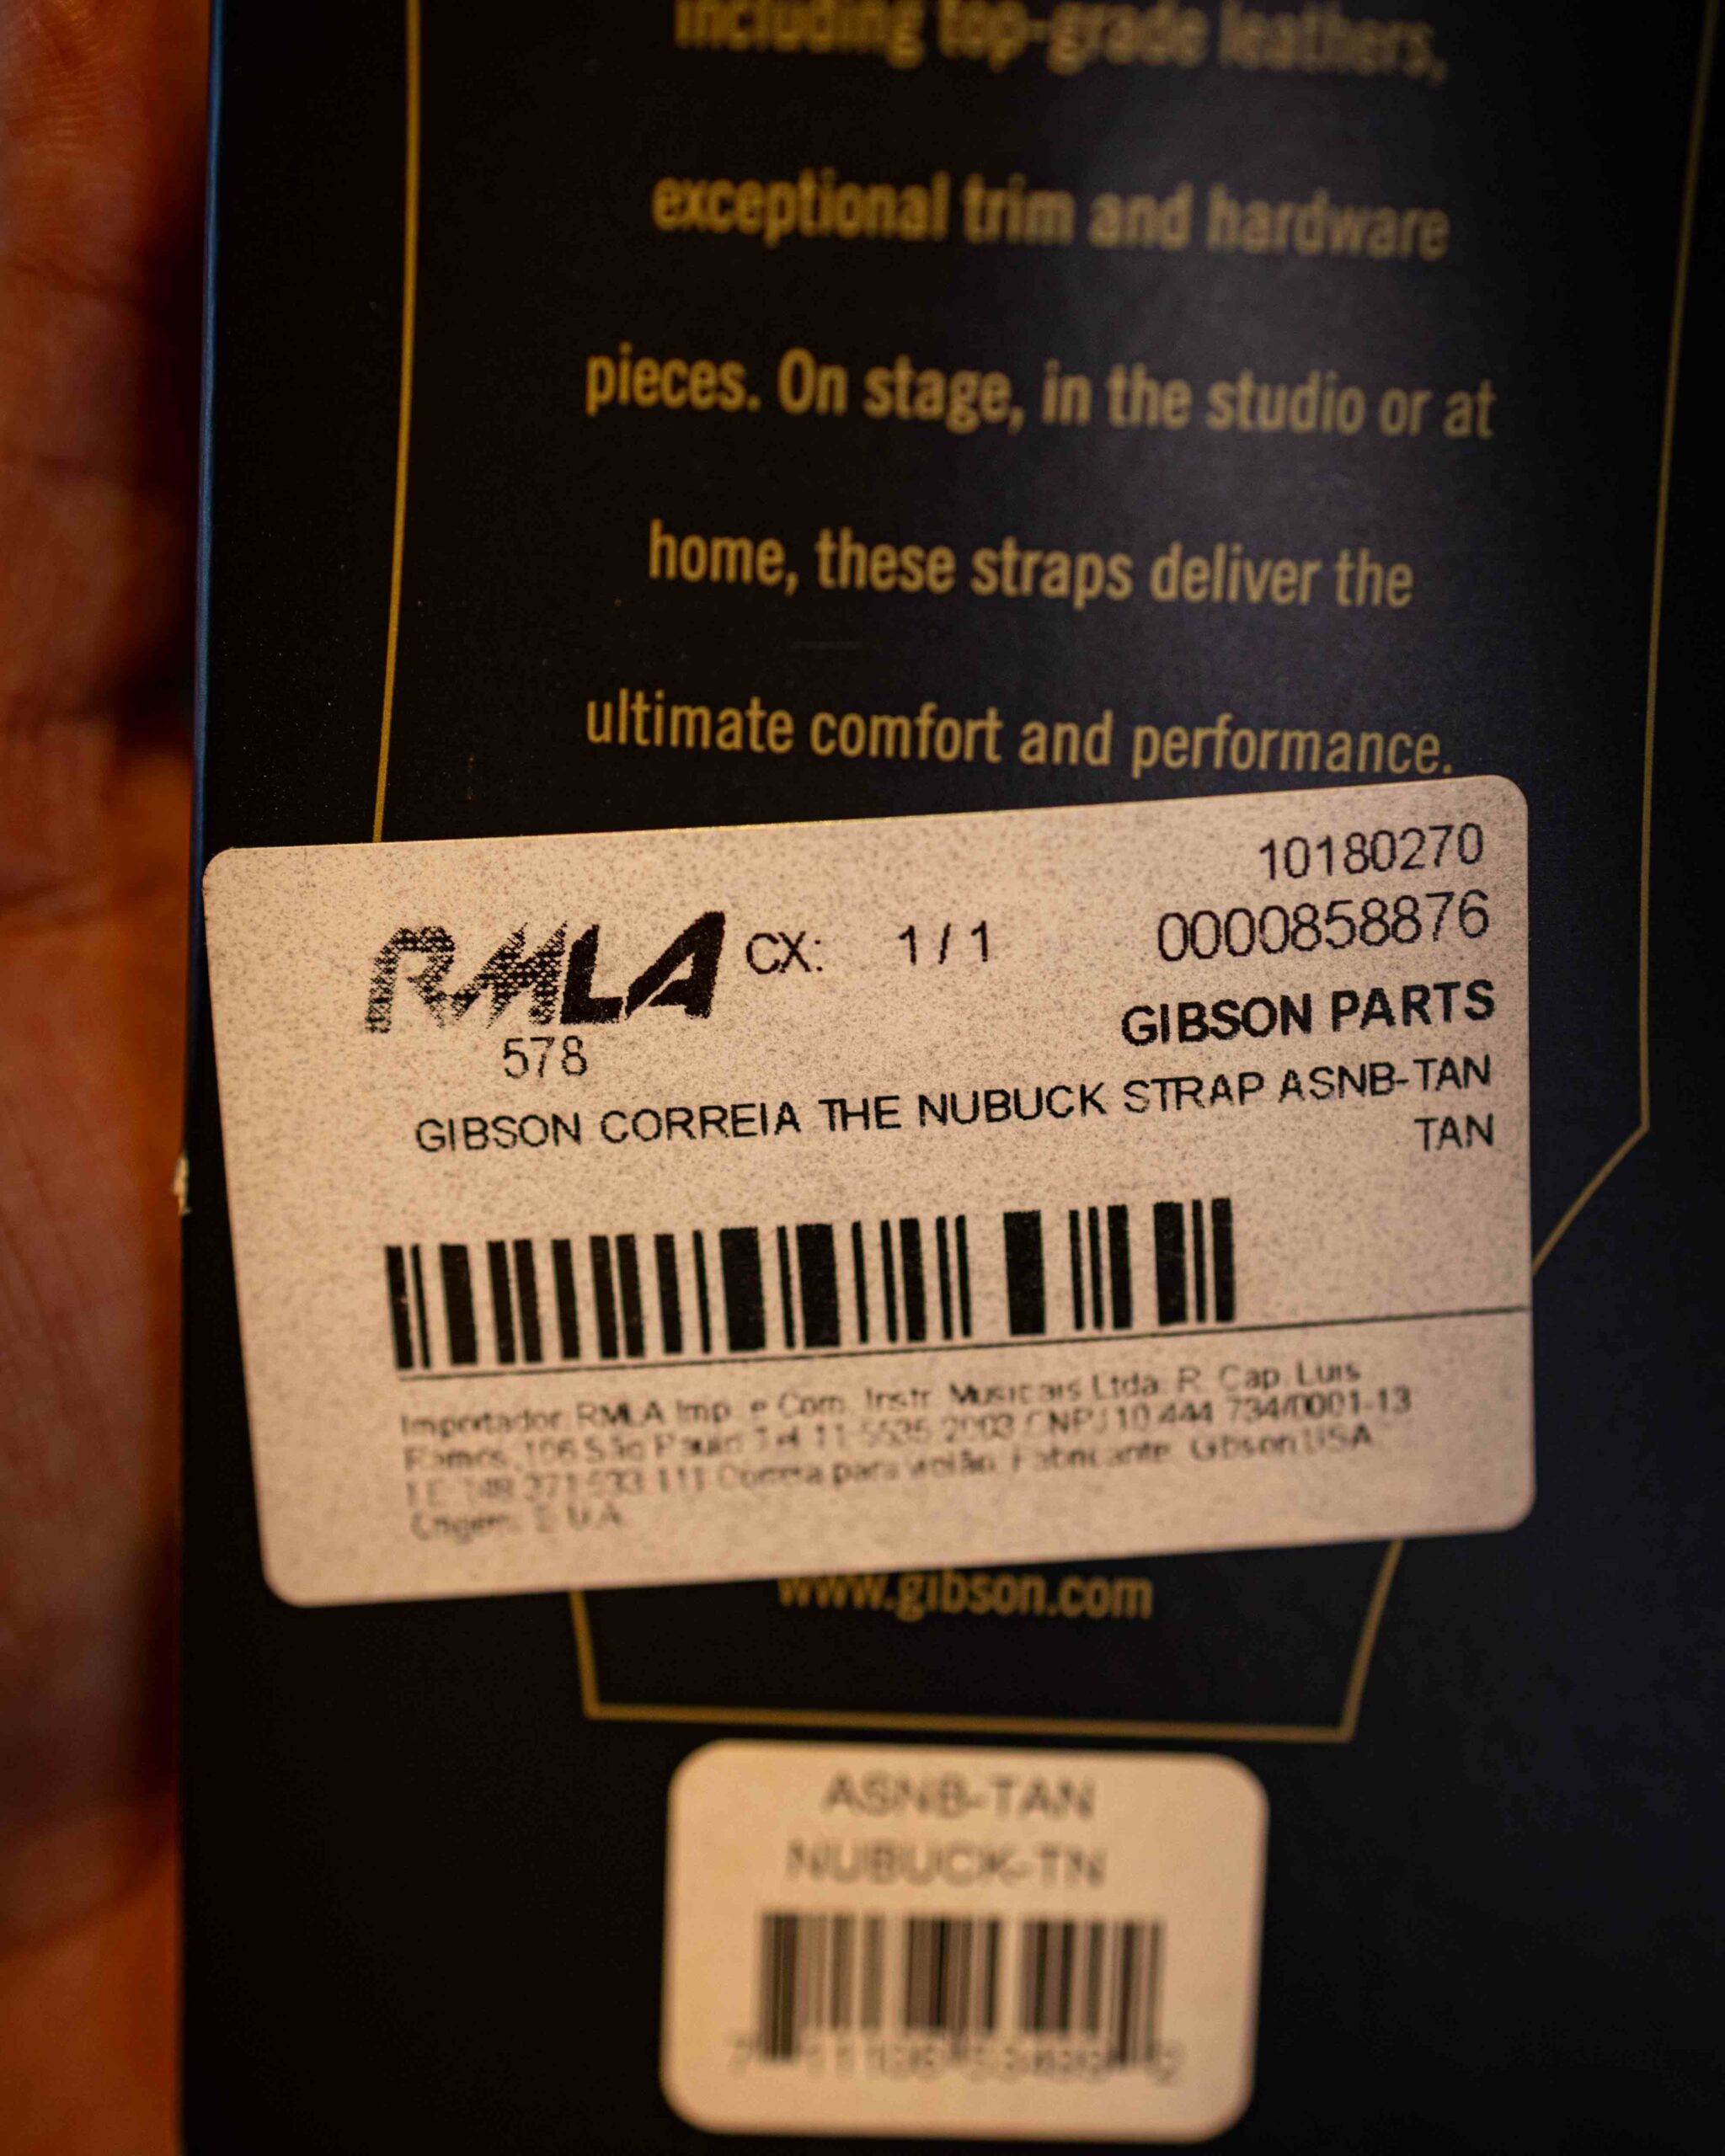 including top-grade leathers,
exceptional trim and hardware
pieces. On stage, in the studio or at
home, these straps deliver the
ultimate comfort and performance.
10180270
RMLA CX: 1 / 1 0000858876
GIBSON PARTS
578
GIBSON CORREIA THE NUBUCK STRAP ASNB-TAN
TAN
Importador RMLA Imp. e Com. Instr. Musicais Ltda. R. Cap. Luis
Ramos, 106 São Paulo Tel 11 5535 2003 CNPJ 10.444.734/0001-13
Correia para violão. Fabricante: Gibson USA
Origem: E.U.A.
www.gibson.com
ASNB-TAN
NUBUCK-TN